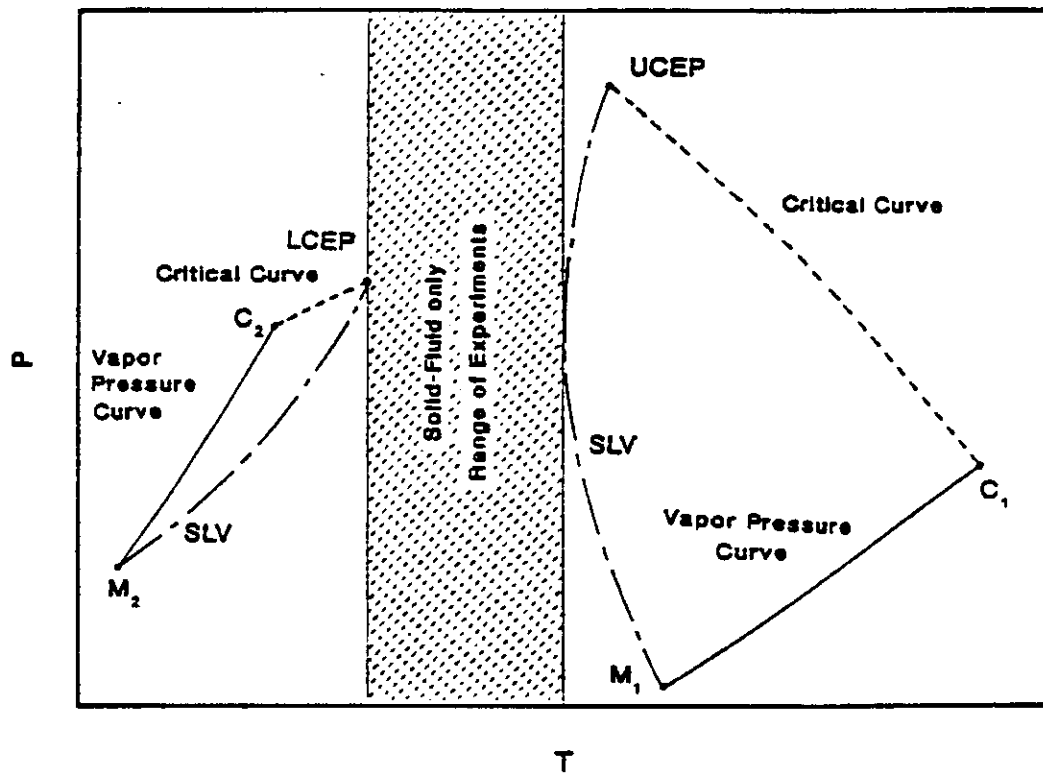 UCEP
Critical Curve
LCEP
Critical Curve
C2
Vapor
Pressure
Curve
P
Solid-Fluid only
Range of Experiments
SLV
SLV
C1
Vapor Pressure
Curve
M2
M1
T